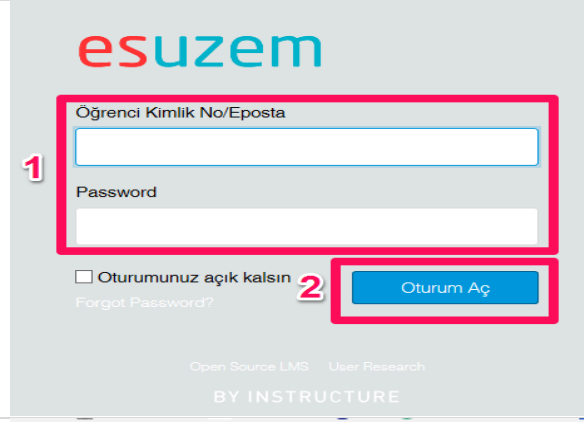 esuzem
Öğrenci Kimlik No/Eposta
1
Password
Oturumunuz açık kalsın
2
Oturum Aç
Forgot Password?
Open Source LMS User Research
BY INSTRUCTURE